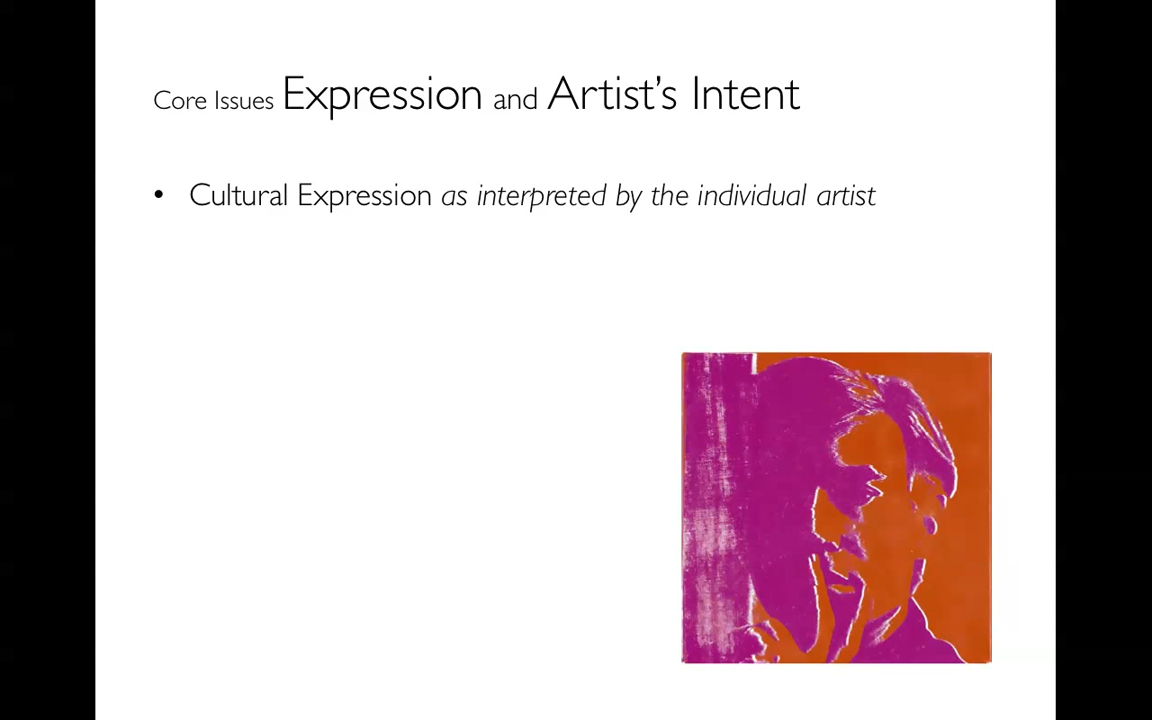 Core Issues Expression and Artist’s Intent
• Cultural Expression as interpreted by the individual artist